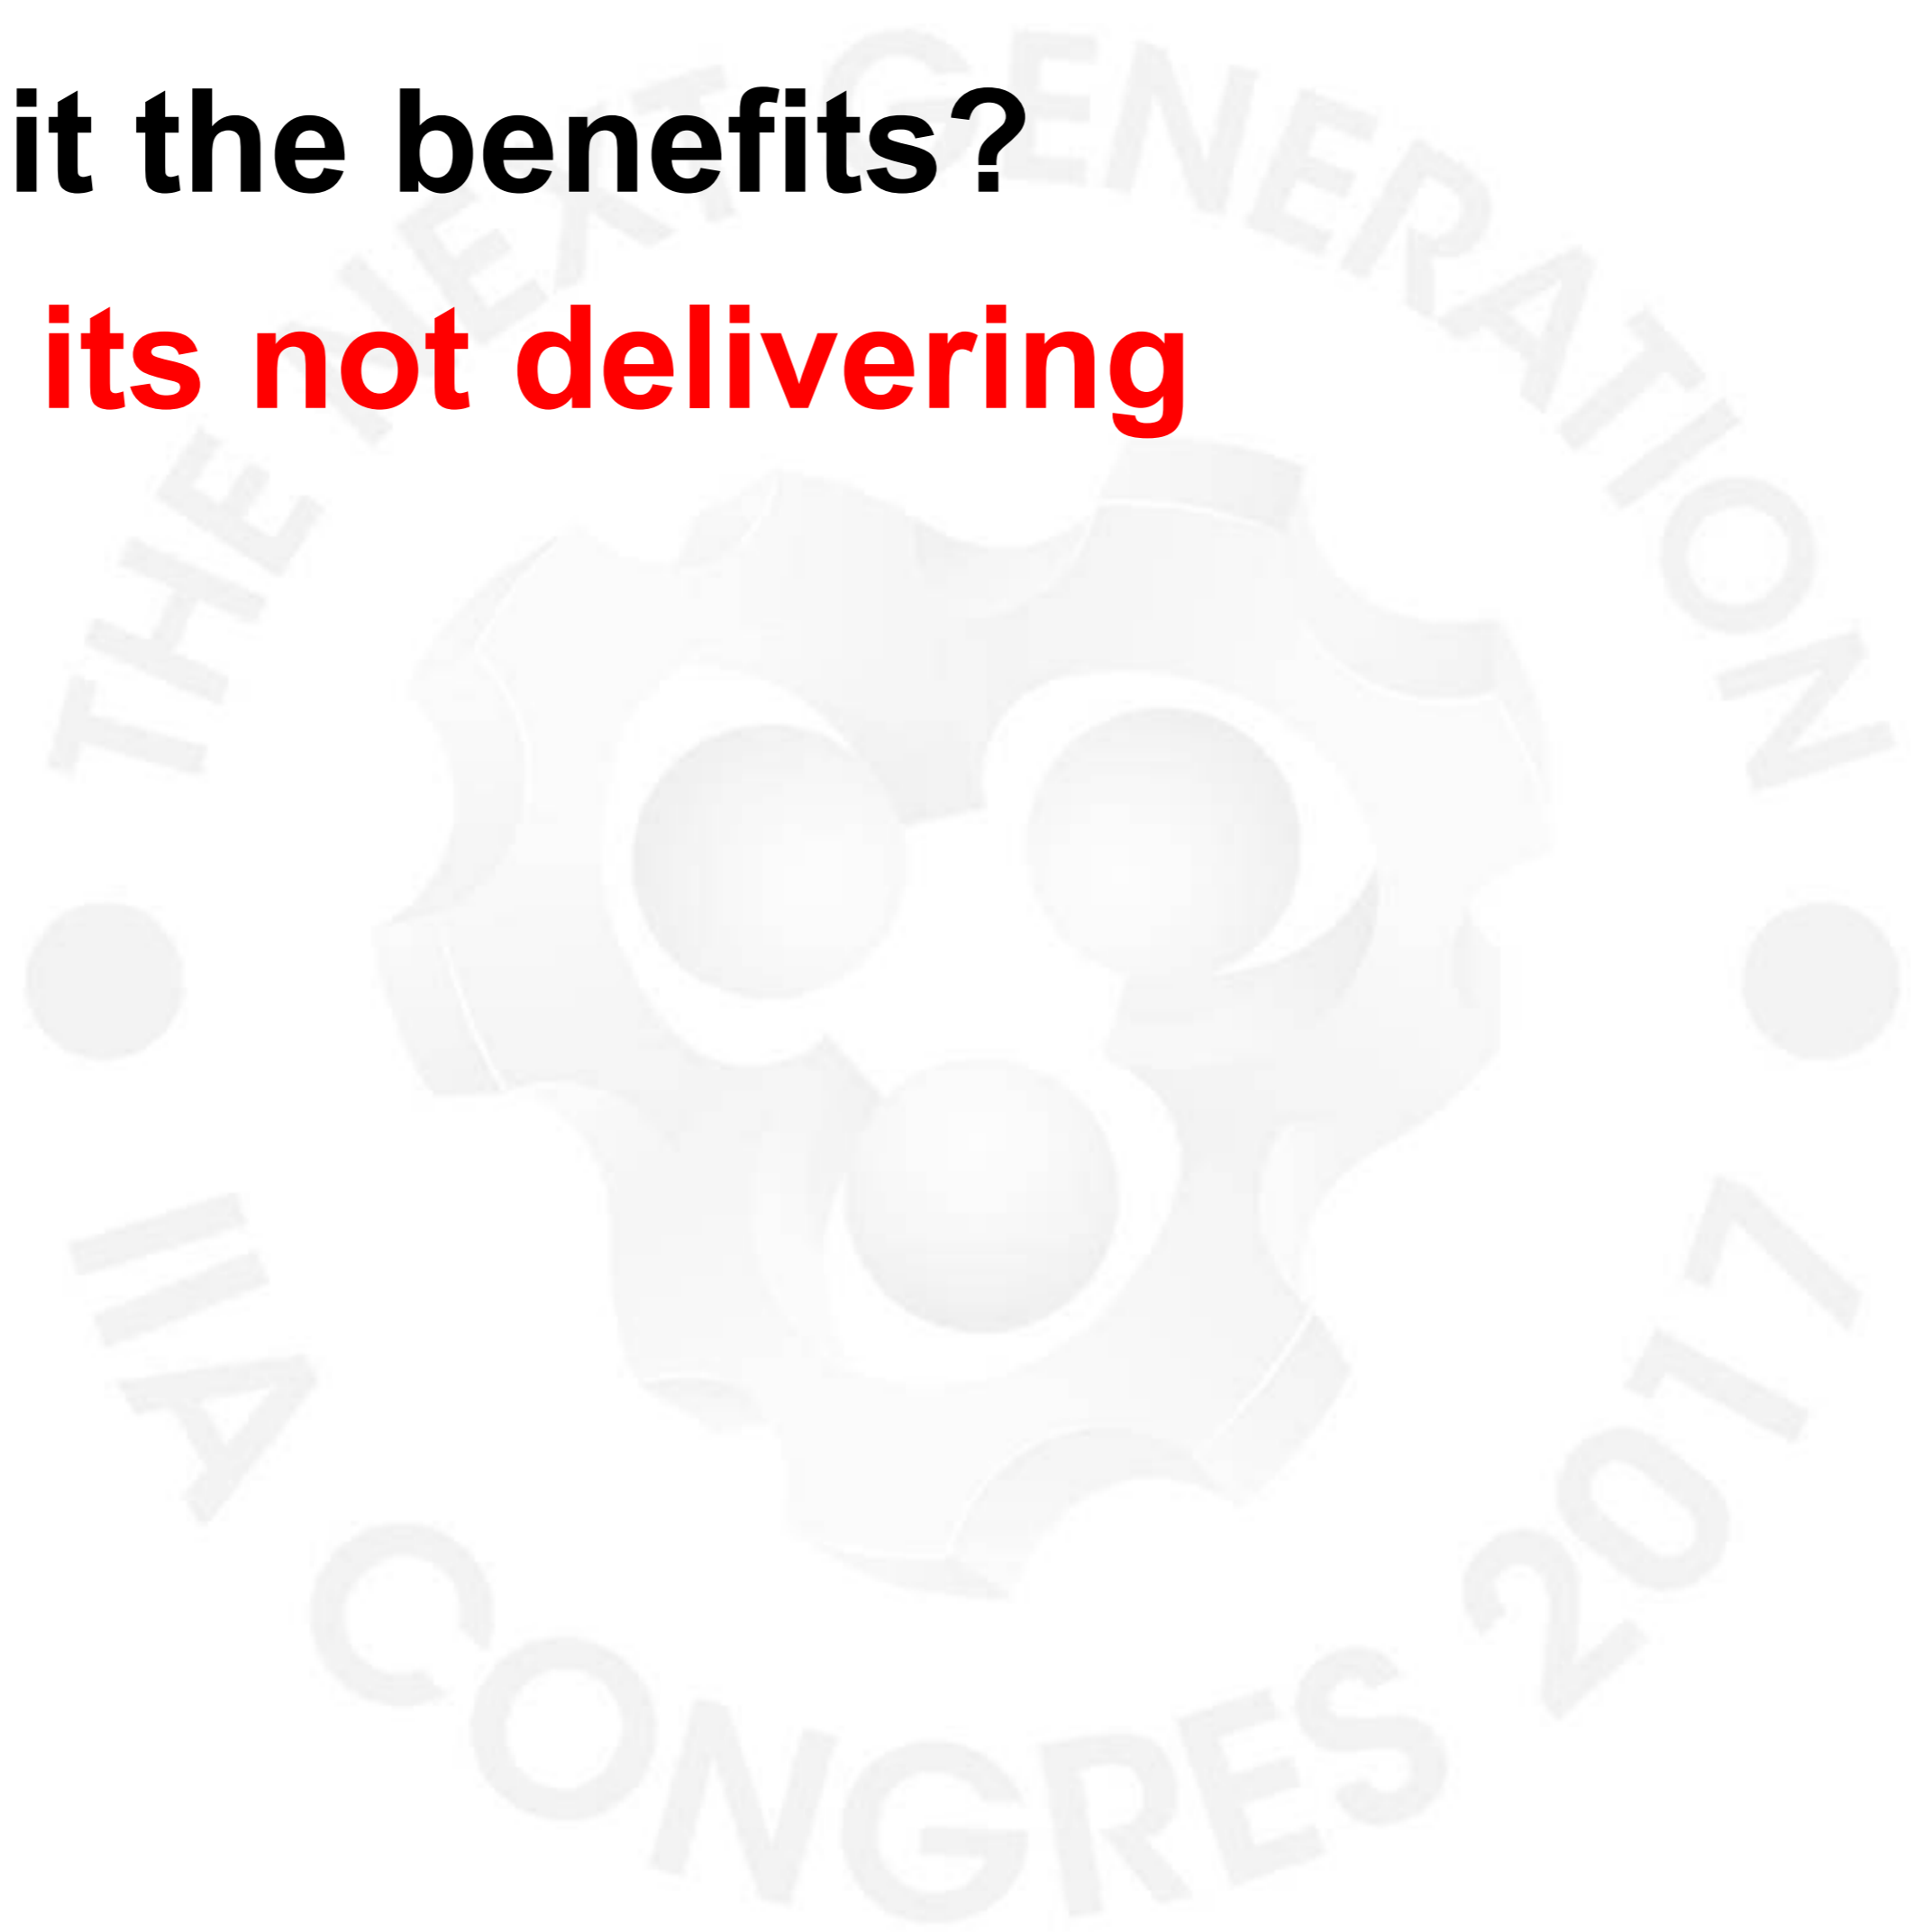 it the benefits?
its not delivering
THE NEXT GENERATION
IIA CONGRES 2017